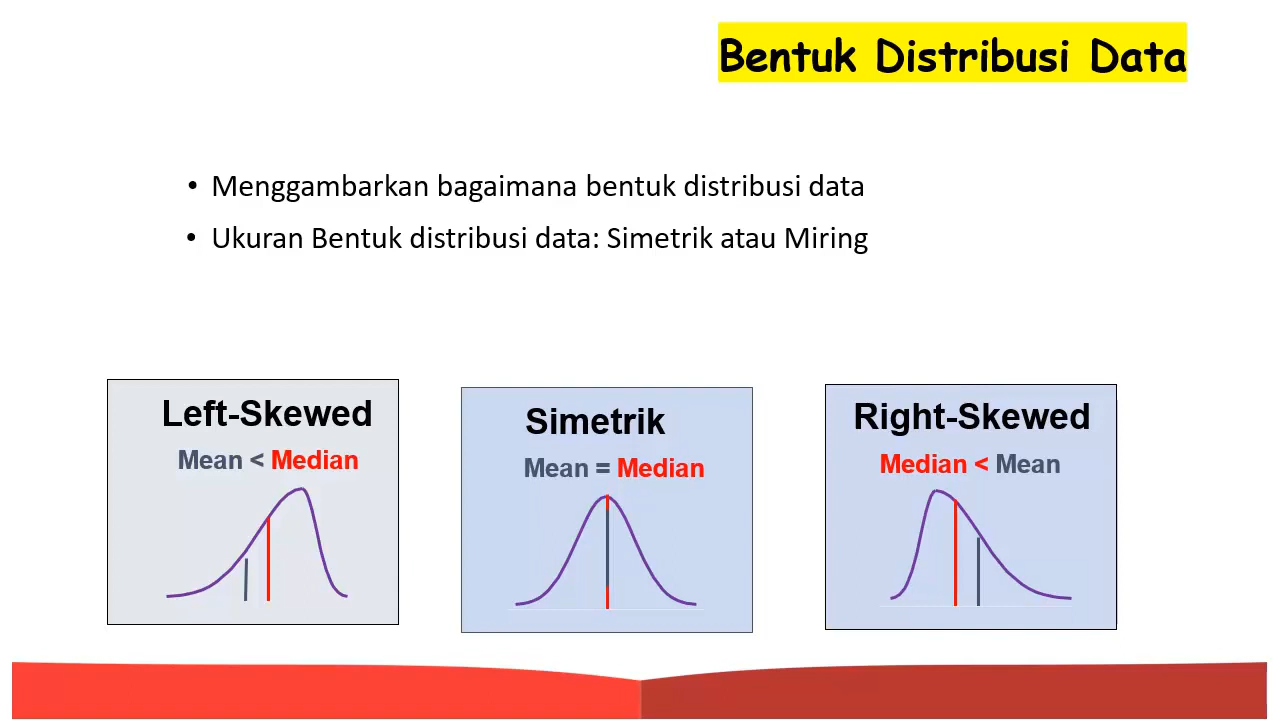 Bentuk Distribusi Data
• Menggambarkan bagaimana bentuk distribusi data
• Ukuran Bentuk distribusi data: Simetrik atau Miring
Left-Skewed
Mean < Median
Simetrik
Mean = Median
Right-Skewed
Median < Mean